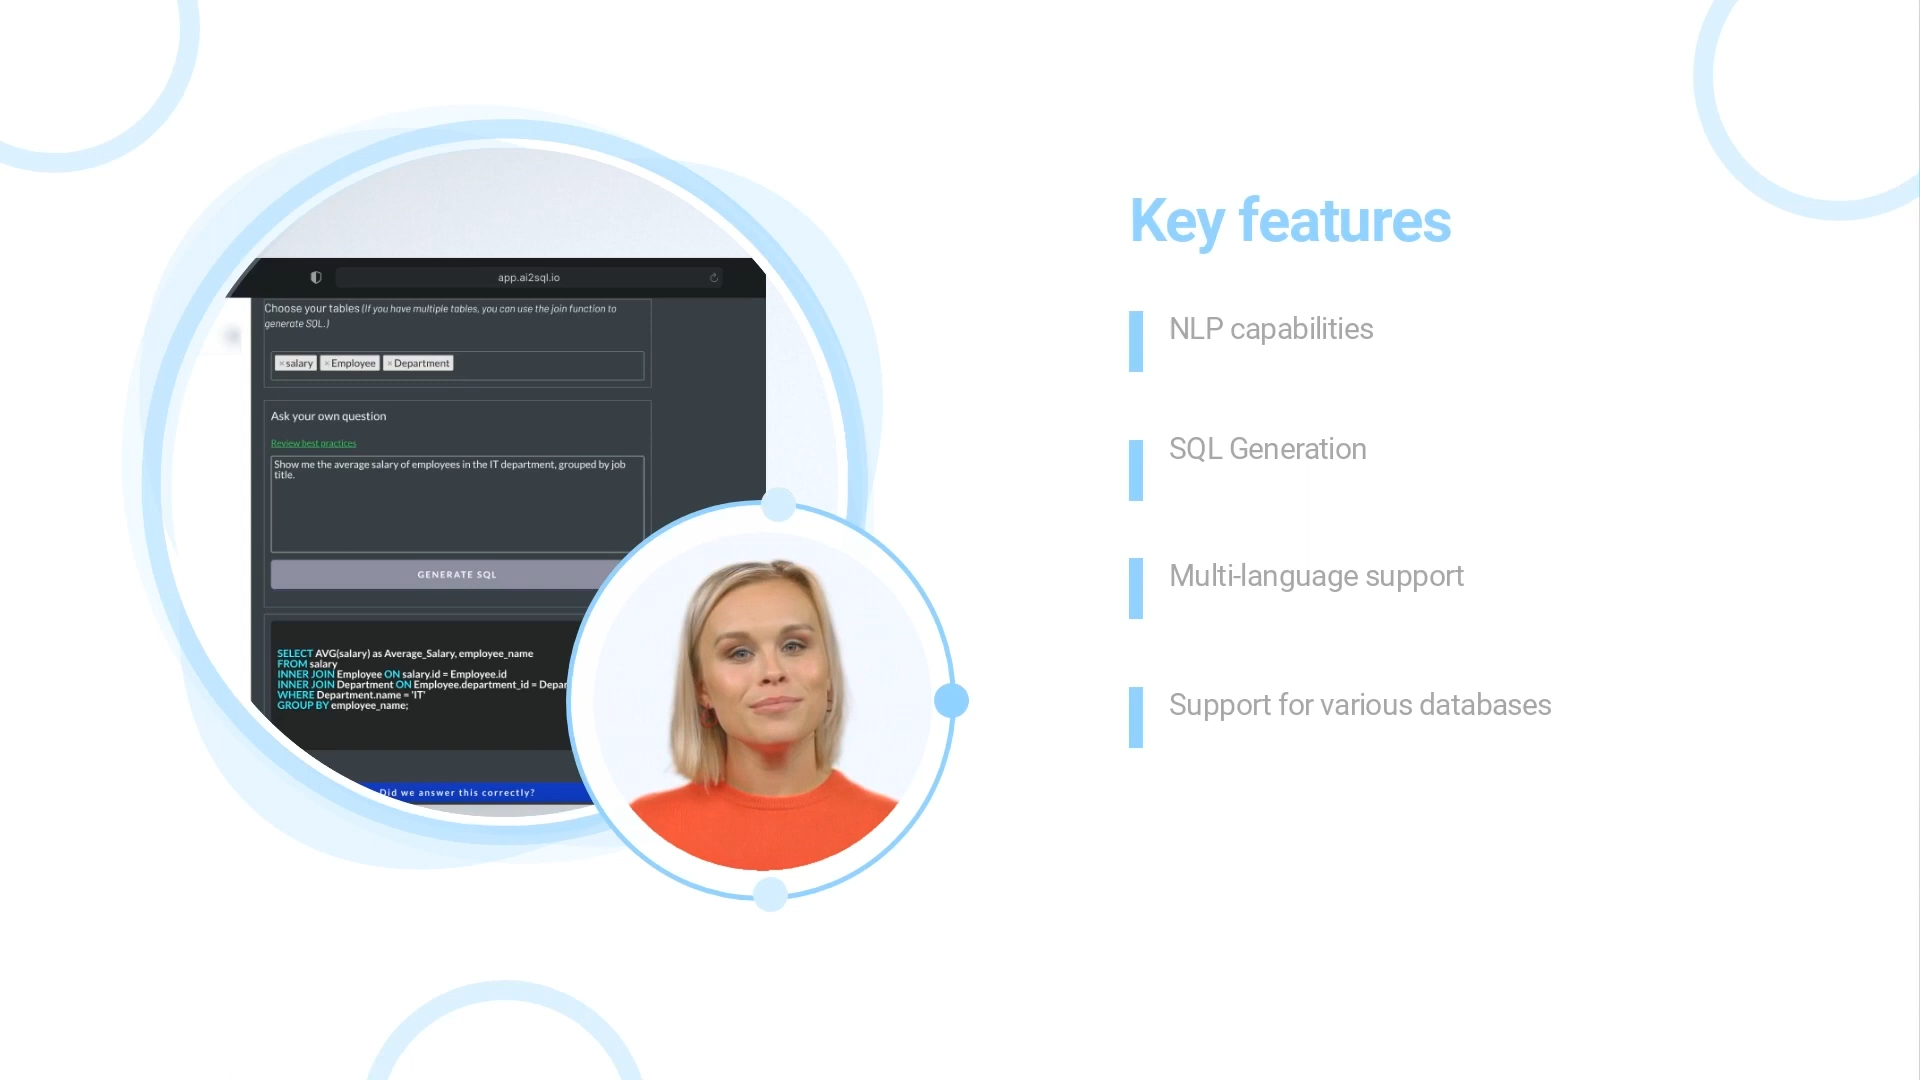 app.ai2sql.io
Choose your tables (If you have multiple tables, you can use the join function to
generate SQL.)
× salary × Employee × Department
Ask your own question
Review best practices
Show me the average salary of employees in the IT department, grouped by job
title.
GENERATE SQL
SELECT AVG(salary) as Average_Salary, employee_name
FROM salary
INNER JOIN Employee ON salary.id = Employee.id
INNER JOIN Department ON Employee.department_id = Depar
WHERE Department.name = 'IT'
GROUP BY employee_name;
Did we answer this correctly?
Key features
NLP capabilities
SQL Generation
Multi-language support
Support for various databases